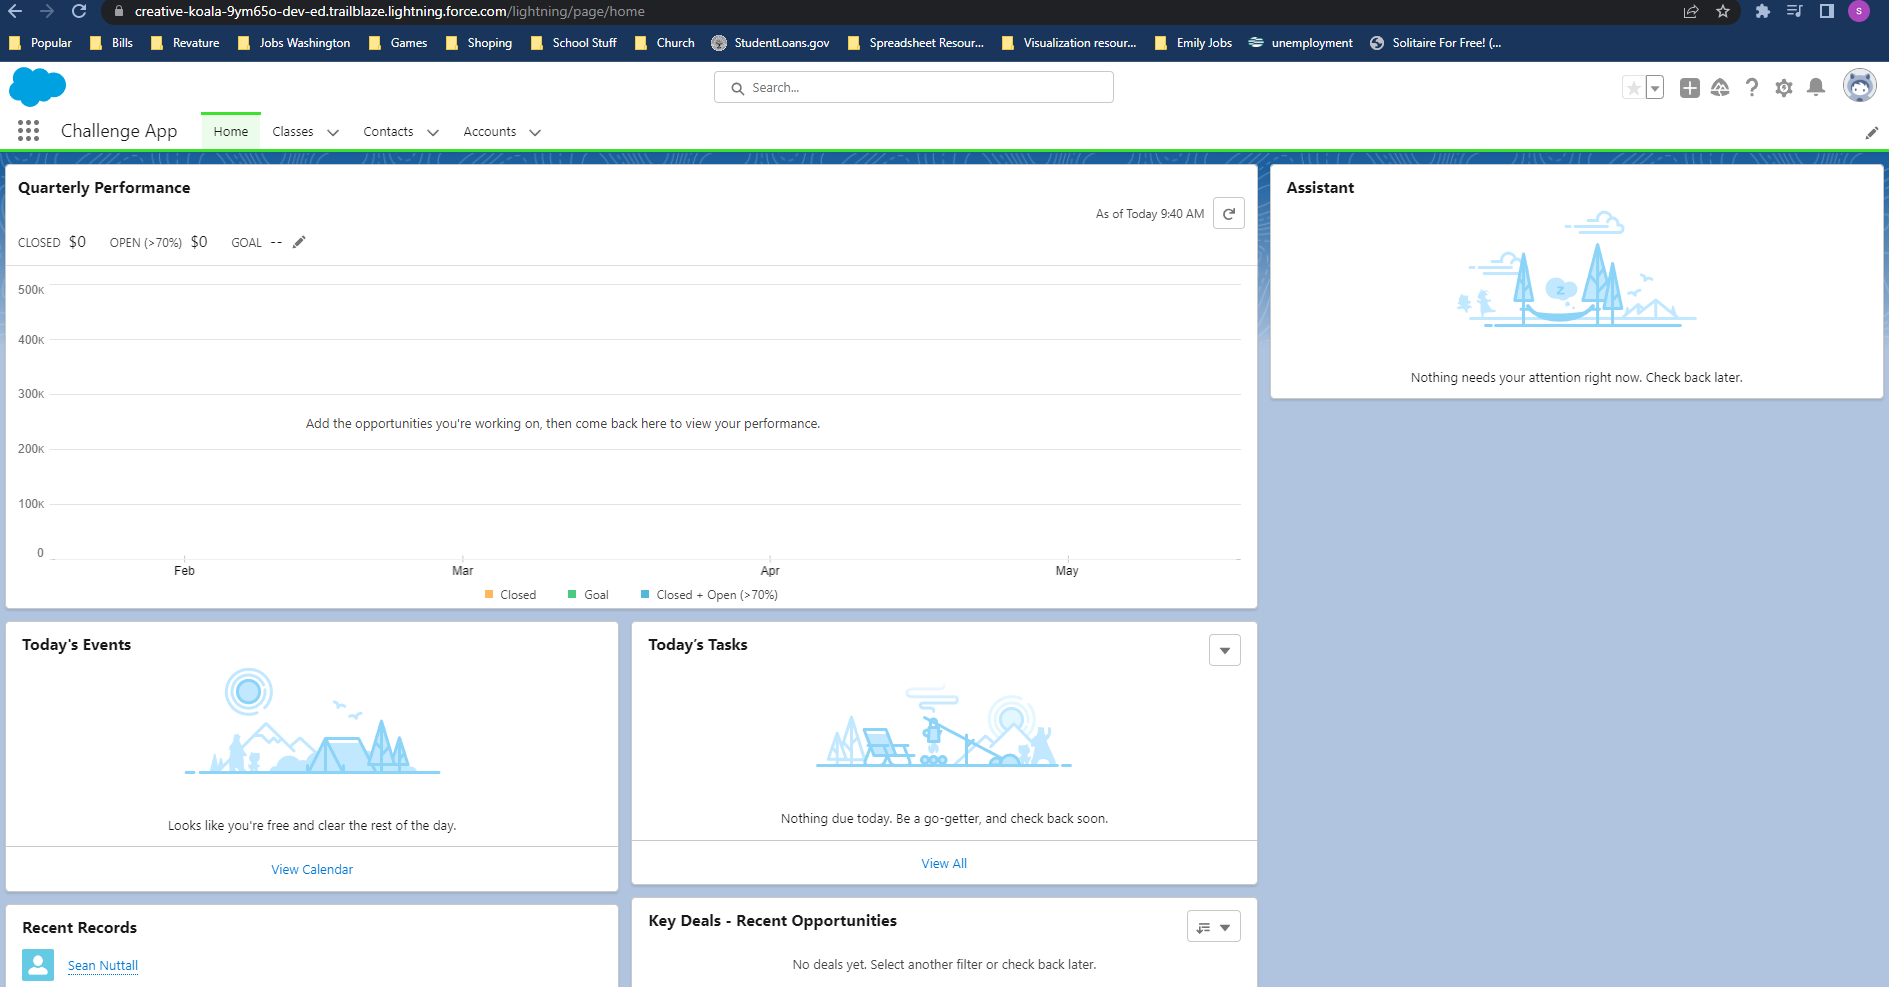 creative-koala-9ym65o-dev-ed.trailblaze.lightning.force.com/lightning/page/home
S
Popular Bills Revature Jobs Washington Games Shoping School Stuff Church StudentLoans.gov Spreadsheet Resour... Visualization resour... Emily Jobs unemployment Solitaire For Free! (...
Search...
Challenge App Home Classes Contacts Accounts
Quarterly Performance
As of Today 9:40 AM
CLOSED $0 OPEN (>70%) $0 GOAL --
500K
400K
300K
Add the opportunities you're working on, then come back here to view your performance.
200K
100K
0
Feb Mar Apr May
Closed Goal Closed + Open (>70%)
Assistant
z
Nothing needs your attention right now. Check back later.
Today's Events
Looks like you're free and clear the rest of the day.
View Calendar
Today’s Tasks
Nothing due today. Be a go-getter, and check back soon.
View All
Recent Records
Sean Nuttall
Key Deals - Recent Opportunities
No deals yet. Select another filter or check back later.